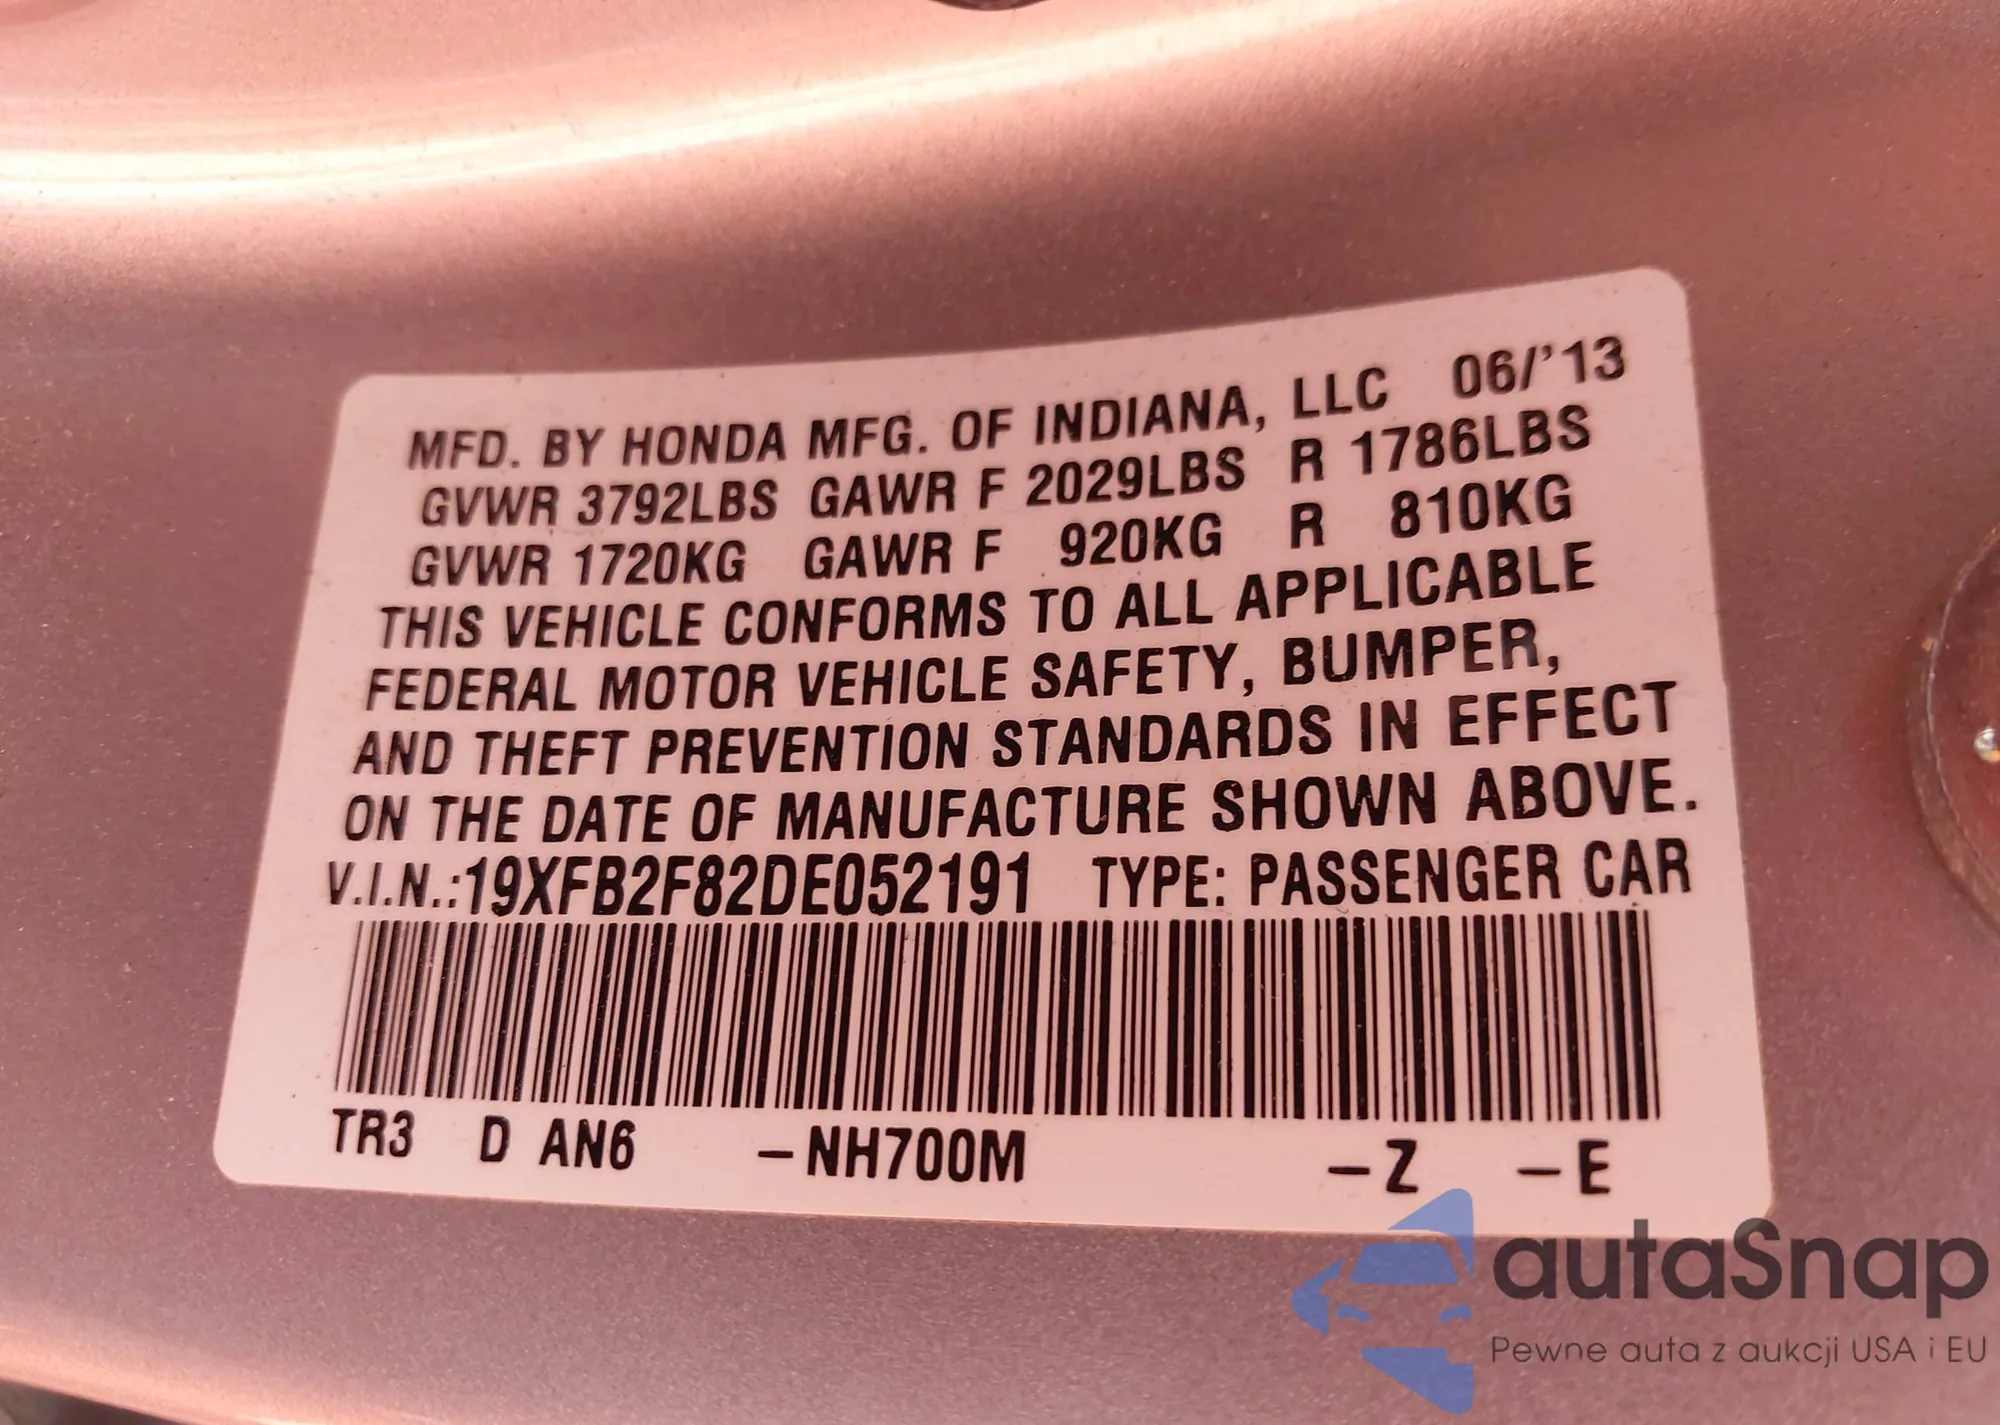 MFD. BY HONDA MFG. OF INDIANA, LLC 06/'13
GVWR 3792LBS GAWR F 2029LBS R 1786LBS
GVWR 1720KG GAWR F 920KG R 810KG
THIS VEHICLE CONFORMS TO ALL APPLICABLE
FEDERAL MOTOR VEHICLE SAFETY, BUMPER,
AND THEFT PREVENTION STANDARDS IN EFFECT
ON THE DATE OF MANUFACTURE SHOWN ABOVE.
V.I.N.:19XFB2F82DE052191 TYPE: PASSENGER CAR
TR3 D AN6 –NH700M –Z –E
autaSnap
Pewne auta z aukcji USA i EU